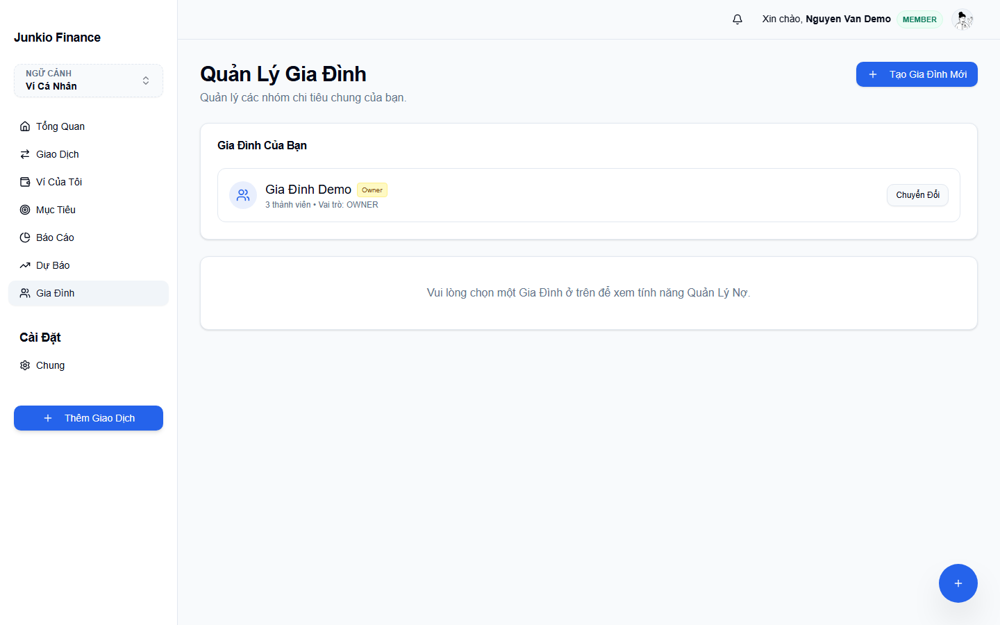 Junkio Finance
NGỮ CẢNH
Ví Cá Nhân
Tổng Quan
Giao Dịch
Ví Của Tôi
Mục Tiêu
Báo Cáo
Dự Báo
Gia Đình
Cài Đặt
Chung
Thêm Giao Dịch
Xin chào, Nguyen Van Demo MEMBER
Quản Lý Gia Đình
Quản lý các nhóm chi tiêu chung của bạn.
Tạo Gia Đình Mới
Gia Đình Của Bạn
Gia Đình Demo Owner
3 thành viên • Vai trò: OWNER
Chuyển Đổi
Vui lòng chọn một Gia Đình ở trên để xem tính năng Quản Lý Nợ.